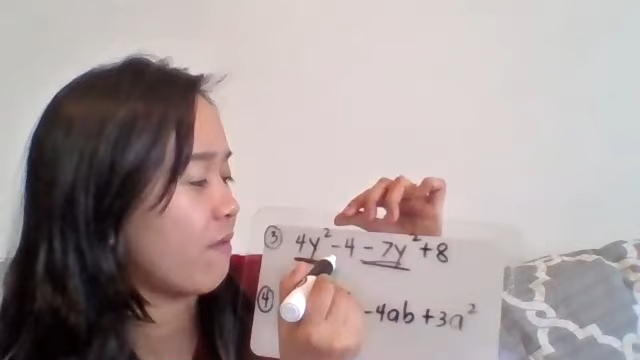 ③ 4y² - 4 - 7y² + 8
④ - 4ab + 3a²